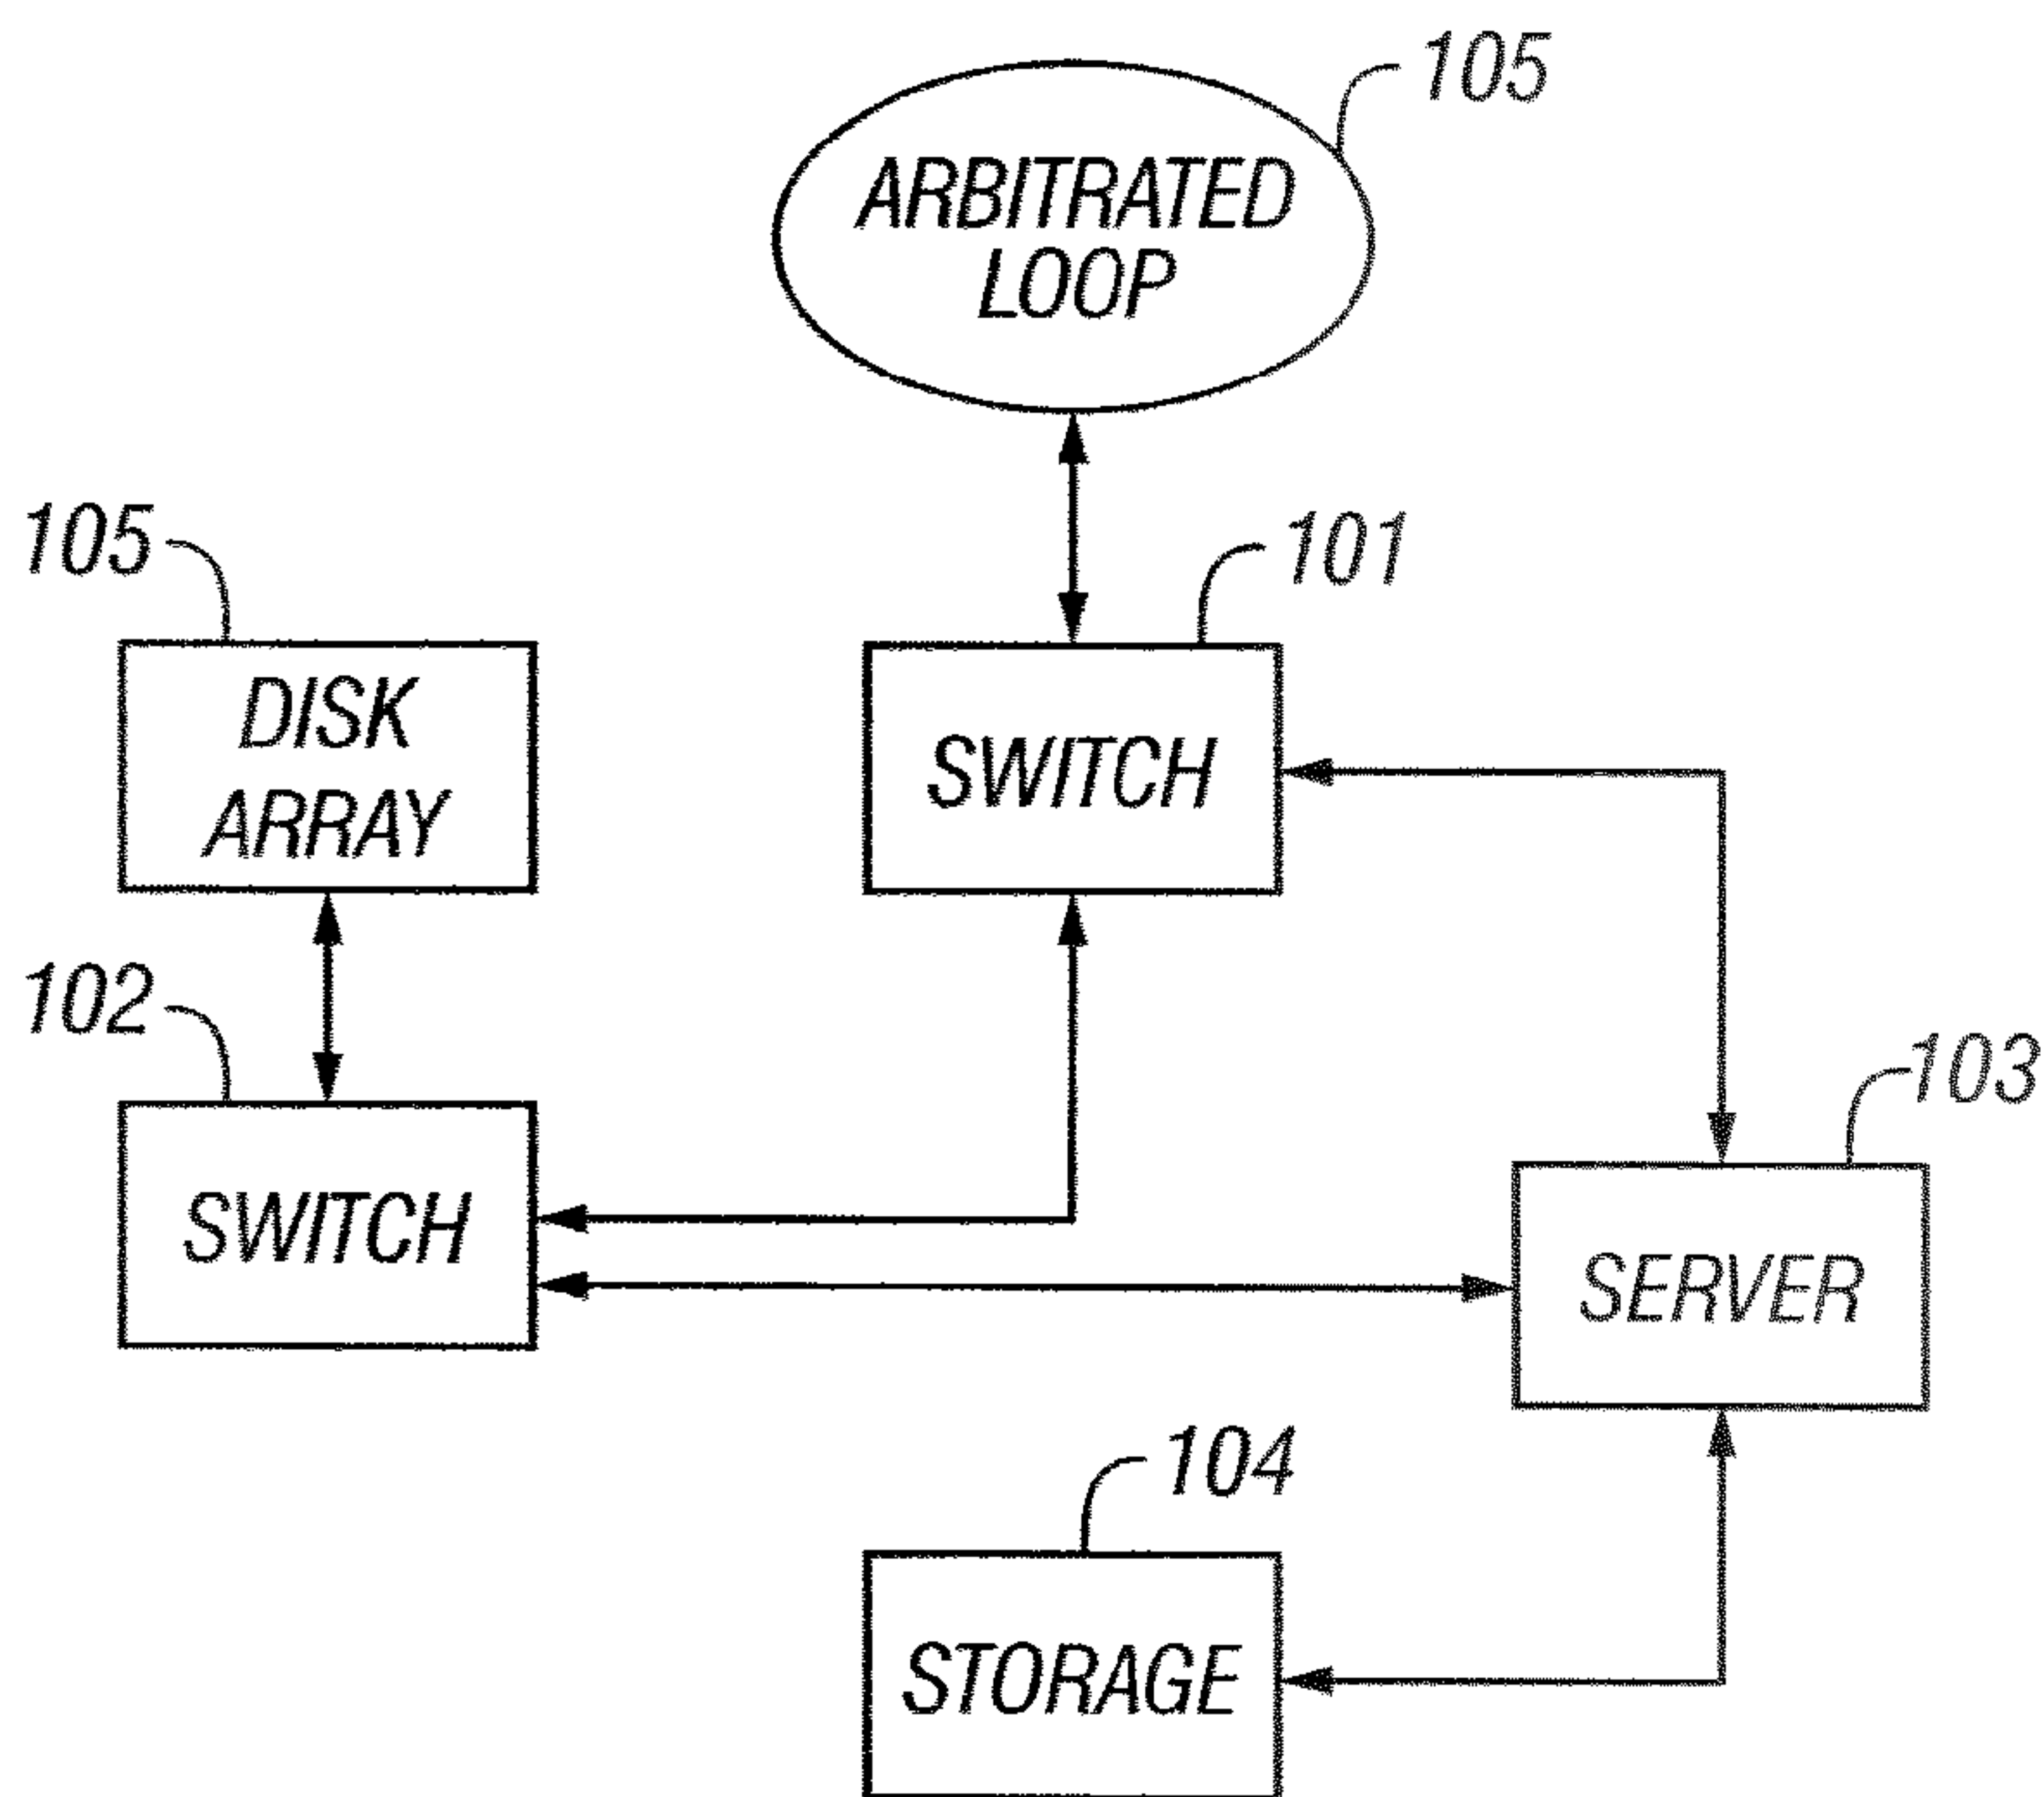 105
ARBITRATED
LOOP
105
101
DISK
ARRAY
SWITCH
102
103
SWITCH
SERVER
104
STORAGE